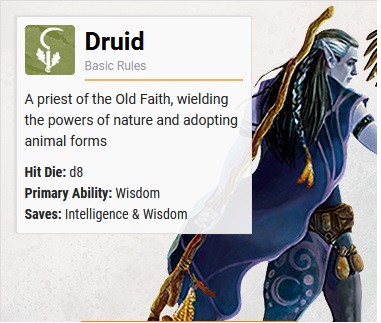 Druid
Basic Rules
A priest of the Old Faith, wielding
the powers of nature and adopting
animal forms
Hit Die: d8
Primary Ability: Wisdom
Saves: Intelligence & Wisdom